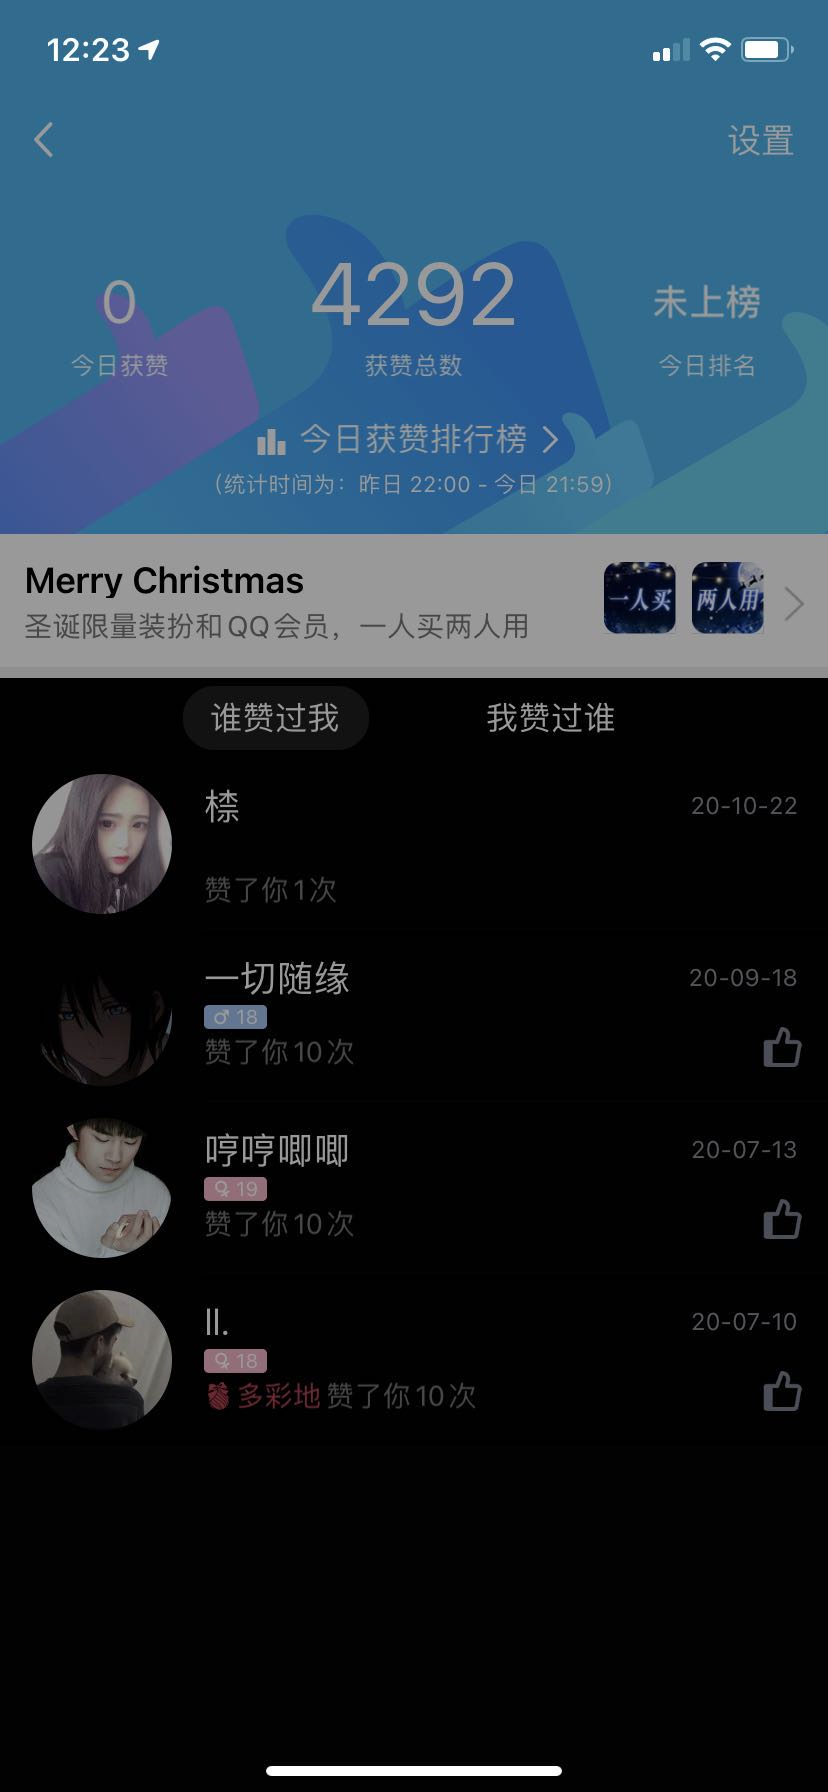 12:23
设置
0
4292
未上榜
今日获赞
获赞总数
今日排名
今日获赞排行榜
(统计时间为：昨日 22:00 - 今日 21:59)
Merry Christmas
圣诞限量装扮和QQ会员，一人买两人用
一人买
两人用
谁赞过我
我赞过谁
20-10-22
赞了你1次
一切随缘
20-09-18
♂ 18
赞了你10次
哼哼唧唧
20-07-13
♀ 19
赞了你10次
ll.
20-07-10
♀ 18
多彩地 赞了你10次